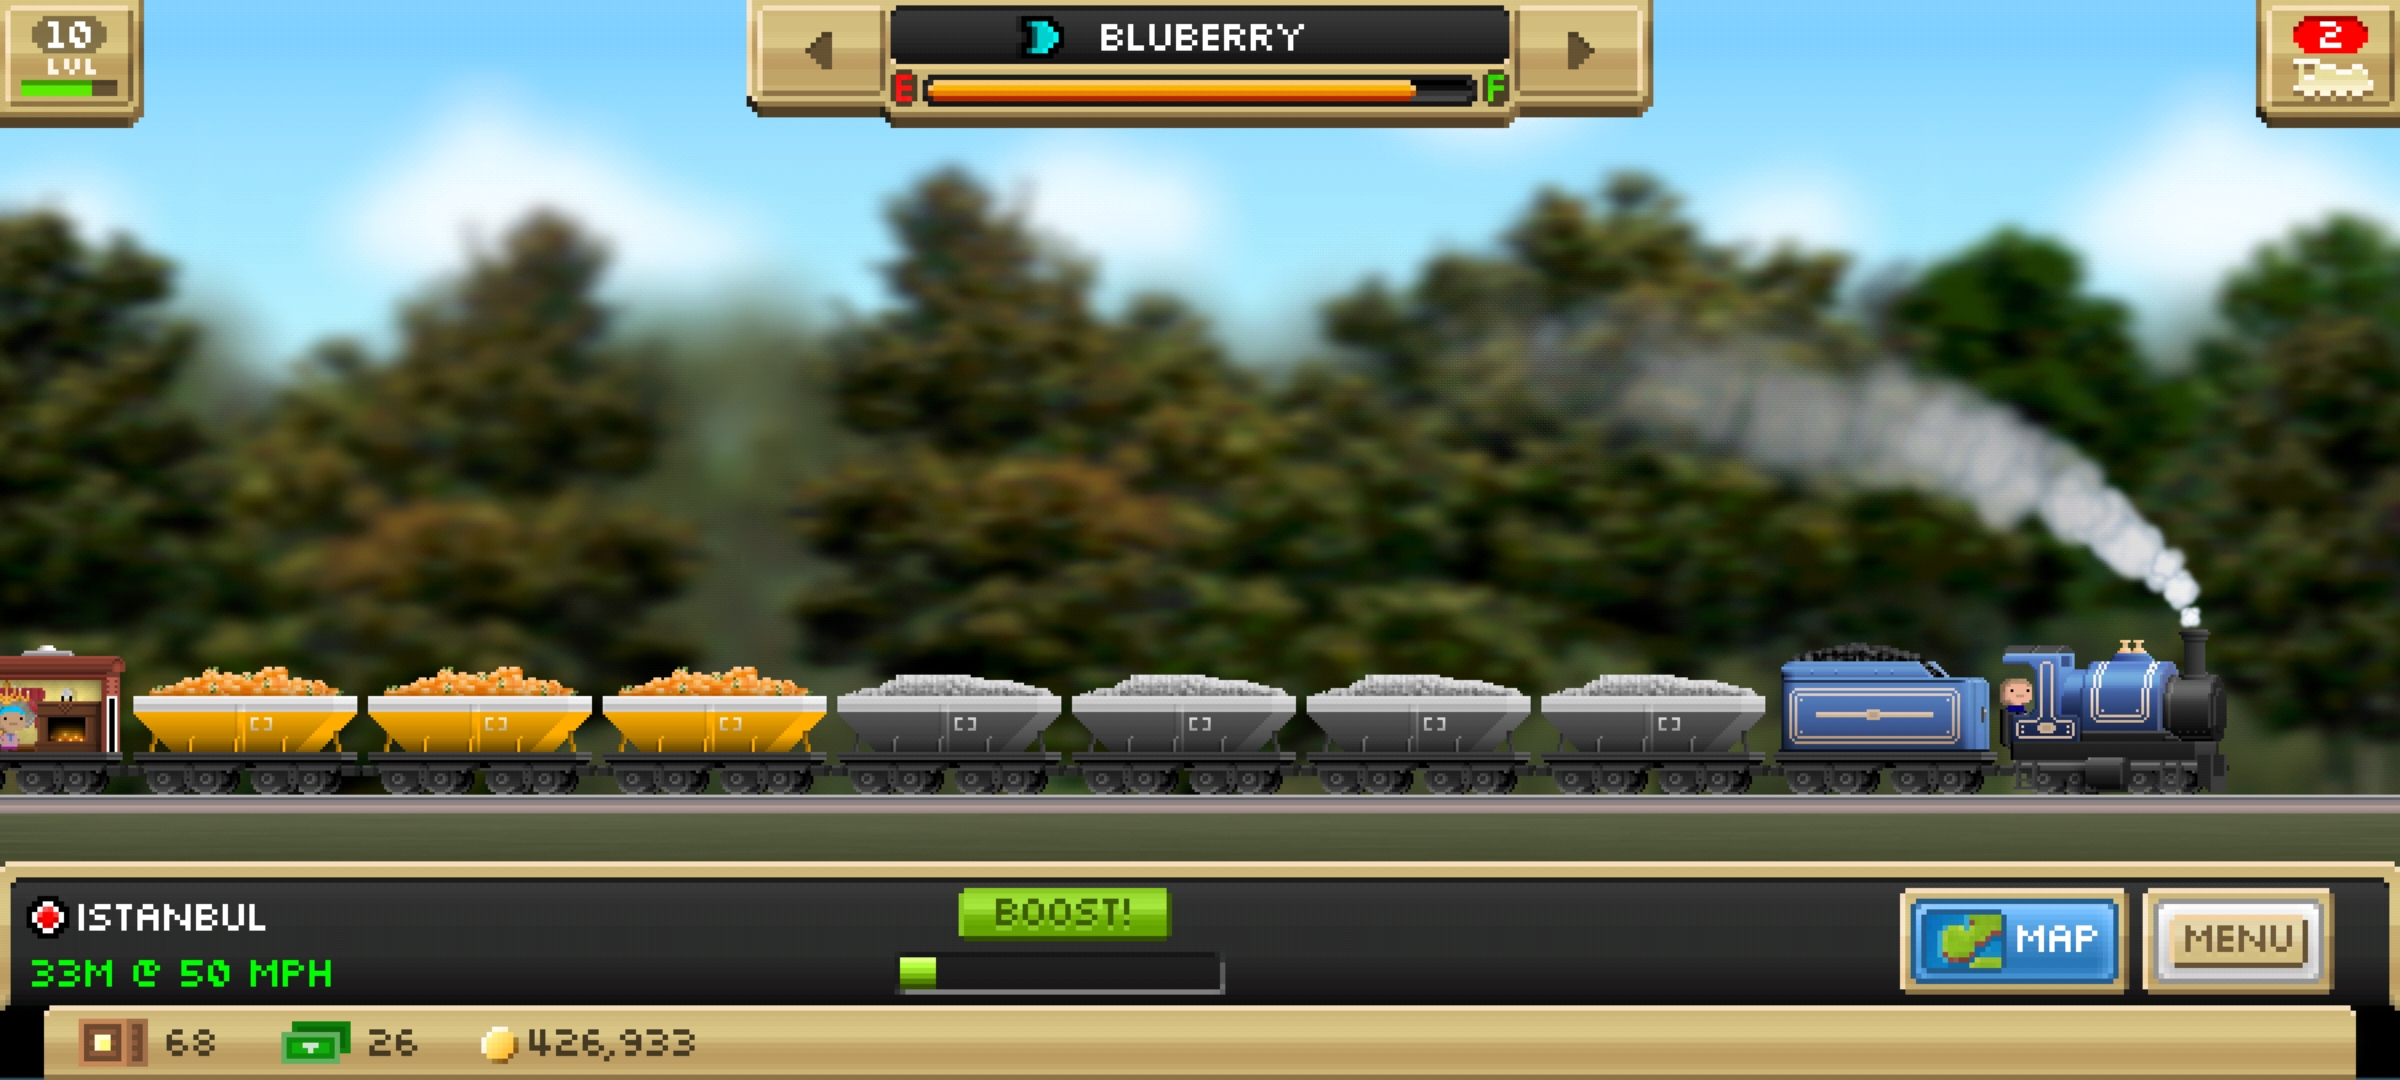 10
LVL
BLUBERRY
E F
2
ISTANBUL
33M @ 50 MPH
BOOST!
MAP
MENU
68
26
426,933